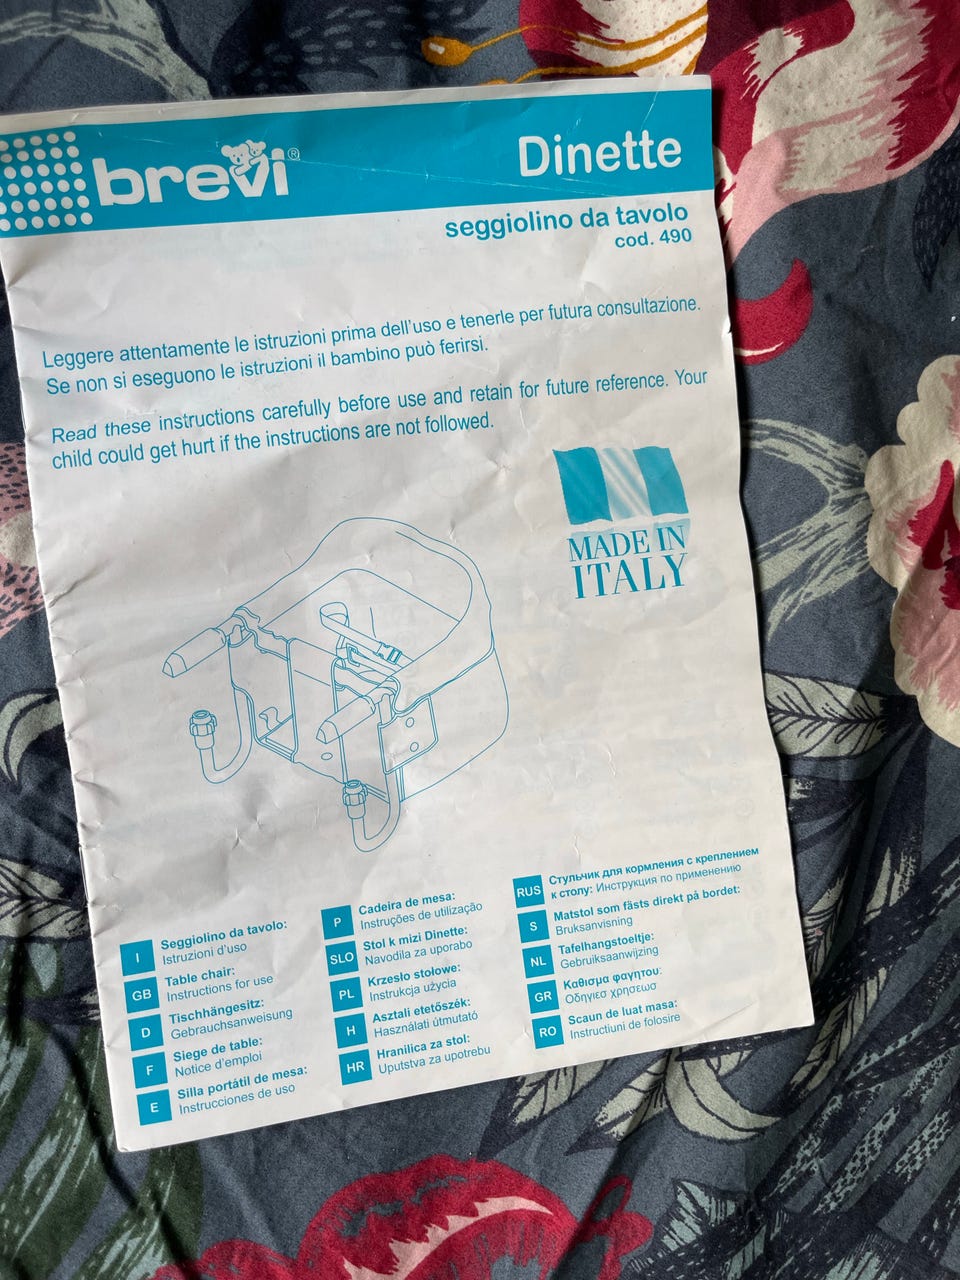 brevi®
Dinette
seggiolino da tavolo
cod. 490
Leggere attentamente le istruzioni prima dell'uso e tenerle per futura consultazione.
Se non si eseguono le istruzioni il bambino può ferirsi.
Read these instructions carefully before use and retain for future reference. Your
child could get hurt if the instructions are not followed.
MADE IN
ITALY
I
Seggiolino da tavolo:
Istruzioni d'uso
GB
Table chair:
Instructions for use
D
Tischhängesitz:
Gebrauchsanweisung
F
Siege de table:
Notice d'emploi
E
Silla portátil de mesa:
Instrucciones de uso
P
Cadeira de mesa:
Instruções de utilização
SLO
Stol k mizi Dinette:
Navodila za uporabo
PL
Krzesło stołowe:
Instrukcja użycia
H
Asztali etetőszék:
Használati útmutató
HR
Hranilica za stol:
Uputstva za upotrebu
RUS
Стульчик для кормления с креплением
к столу: Инструкция по применению
S
Matstol som fästs direkt på bordet:
Bruksanvisning
NL
Tafelhangstoeltje:
Gebruiksaanwijzing
GR
Καθισμα φαγητου:
Οδηγιεσ χρησεωσ
RO
Scaun de luat masa:
Instructiuni de folosire